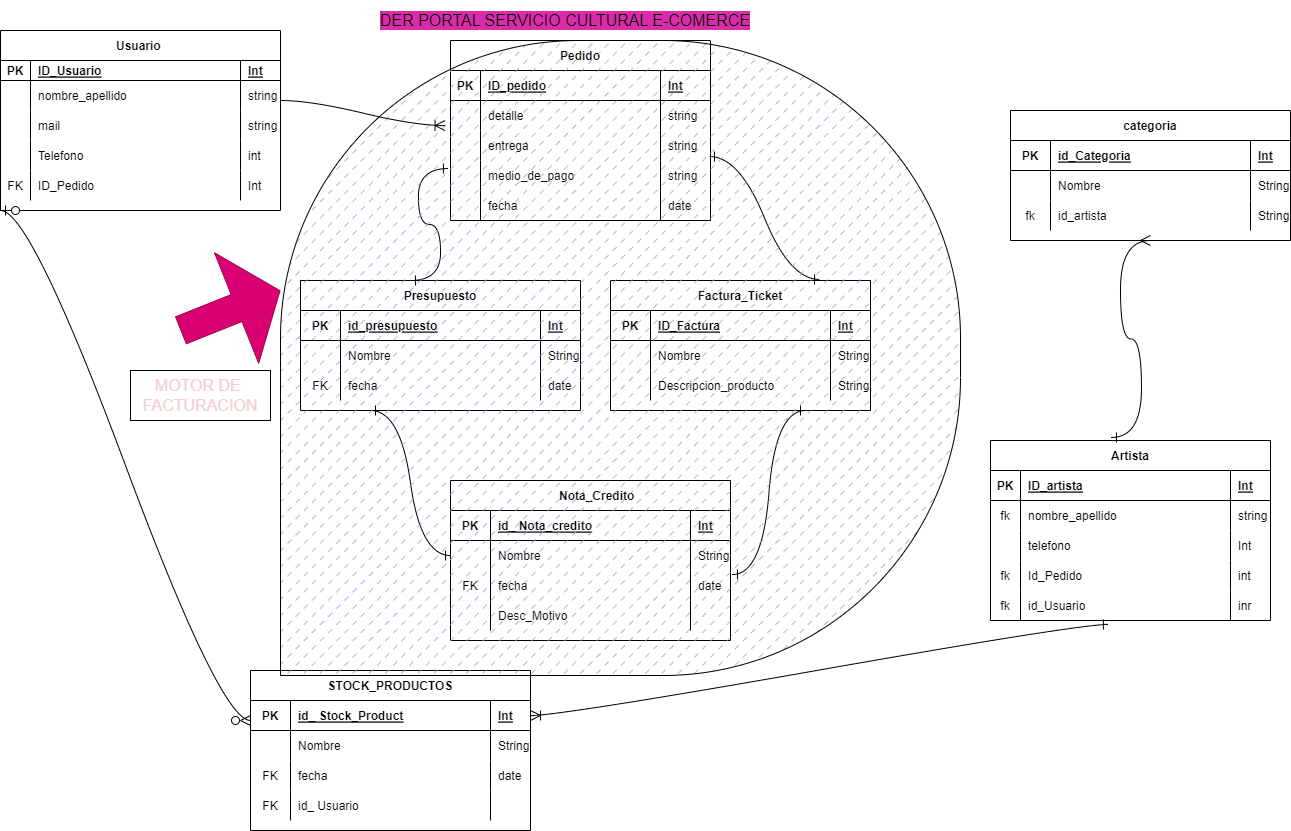 DER PORTAL SERVICIO CULTURAL E-COMERCE
Usuario
PK ID_Usuario Int
nombre_apellido string
mail string
Telefono int
FK ID_Pedido Int
Pedido
PK ID_pedido Int
detalle string
entrega string
medio_de_pago string
fecha date
categoria
PK id_Categoria Int
Nombre String
fk id_artista String
MOTOR DE
FACTURACION
Presupuesto
PK id_presupuesto Int
Nombre String
FK fecha date
Factura_Ticket
PK ID_Factura Int
Nombre String
Descripcion_producto String
Nota_Credito
PK id_ Nota_credito Int
Nombre String
FK fecha date
Desc_Motivo
Artista
PK ID_artista Int
fk nombre_apellido string
telefono Int
fk Id_Pedido int
fk id_Usuario inr
STOCK_PRODUCTOS
PK id_ Stock_Product Int
Nombre String
FK fecha date
FK id_ Usuario